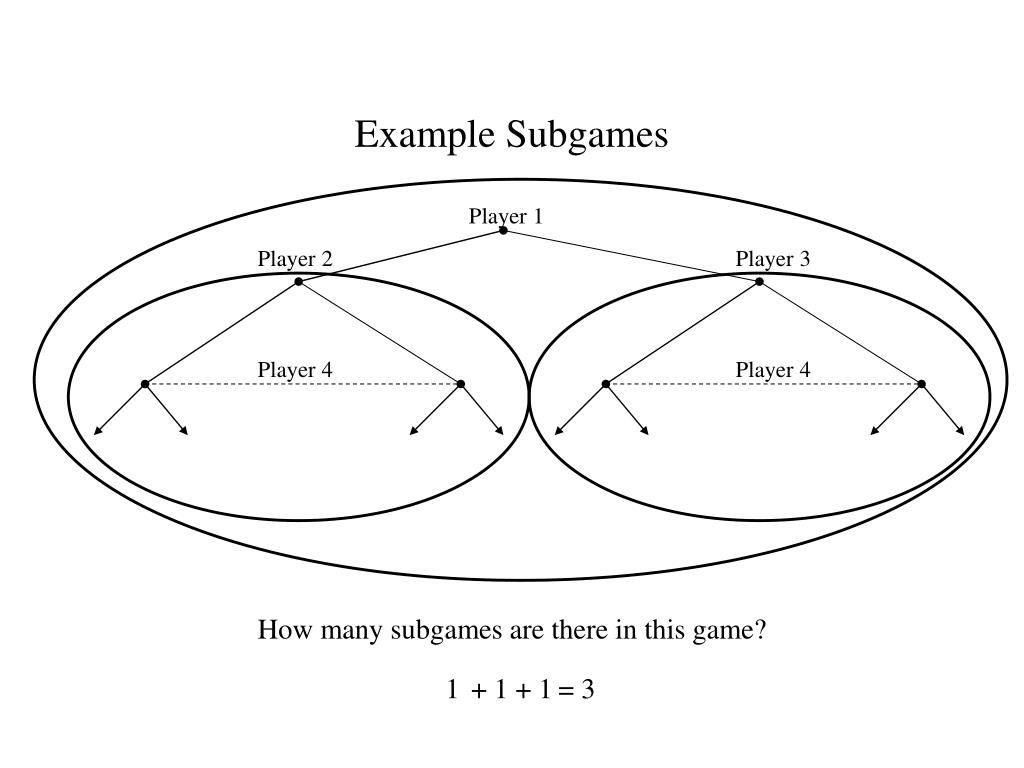 Example Subgames
Player 1
Player 2
Player 3
Player 4
Player 4
How many subgames are there in this game?
1 + 1 + 1 = 3